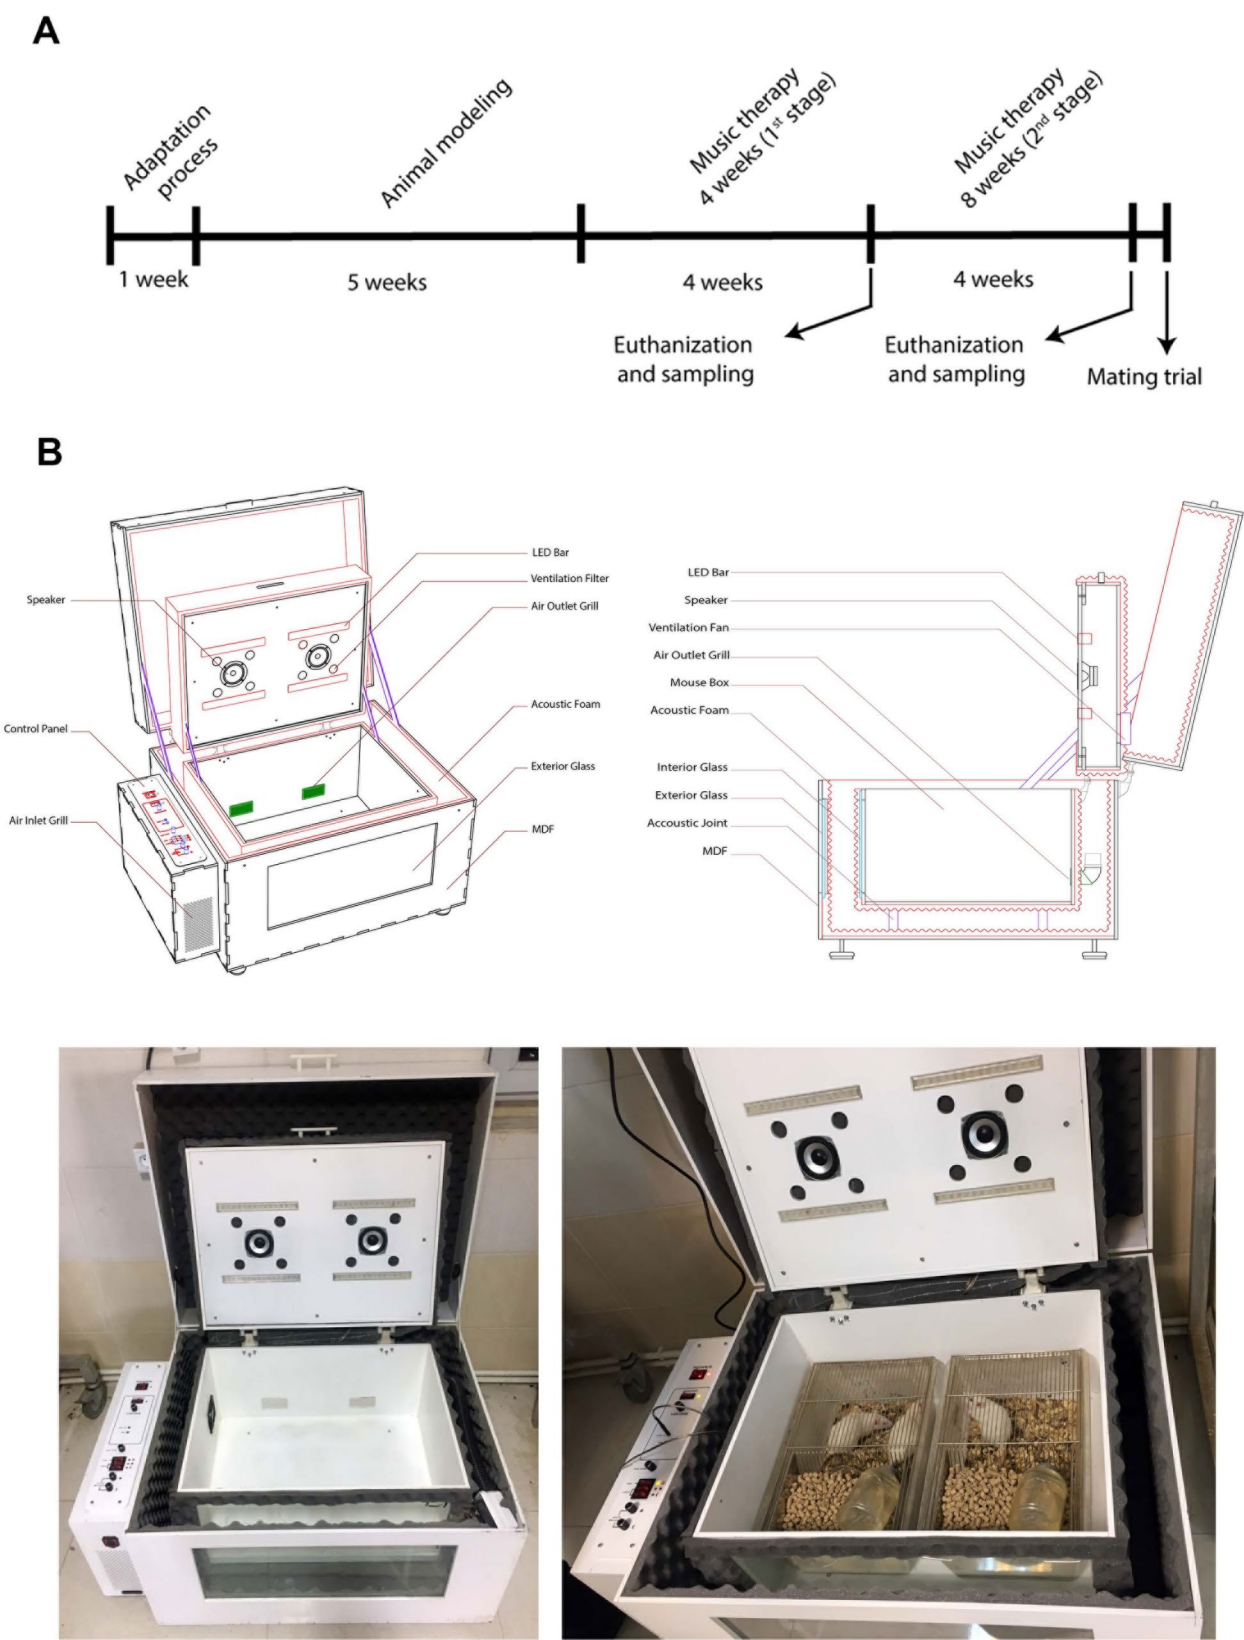 A
Adaptation
process
Animal modeling
Music therapy
4 weeks (1st stage)
Music therapy
8 weeks (2nd stage)
1 week
5 weeks
4 weeks
4 weeks
Euthanization
and sampling
Euthanization
and sampling
Mating trial
B
LED Bar
Ventilation Filter
Air Outlet Grill
Speaker
Acoustic Foam
Control Panel
Exterior Glass
Air Inlet Grill
MDF
LED Bar
Speaker
Ventilation Fan
Air Outlet Grill
Mouse Box
Acoustic Foam
Interior Glass
Exterior Glass
Accoustic Joint
MDF